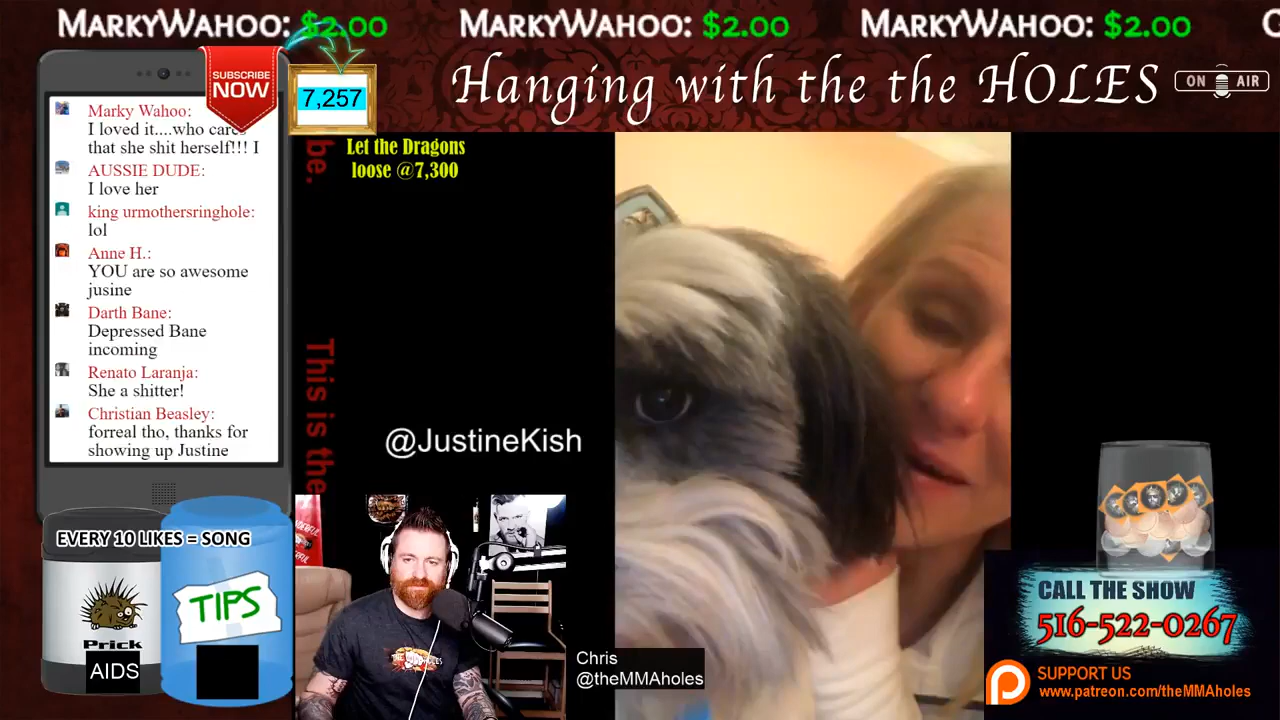 MARKYWAHOO: $2.00 MARKYWAHOO: $2.00 MARKYWAHOO: $2.00
SUBSCRIBE
NOW
7,257
Hanging with the the HOLES
ON AIR
Marky Wahoo:
I loved it....who cares
that she shit herself!!! I
AUSSIE DUDE:
I love her
king urmothersringhole:
lol
Anne H.:
YOU are so awesome
jusine
Darth Bane:
Depressed Bane
incoming
Renato Laranja:
She a shitter!
Christian Beasley:
forreal tho, thanks for
showing up Justine
be.
This is the
Let the Dragons
loose @7,300
@JustineKish
EVERY 10 LIKES = SONG
Prick
AIDS
TIPS
Chris
@theMMAholes
CALL THE SHOW
516-522-0267
SUPPORT US
www.patreon.com/theMMAholes